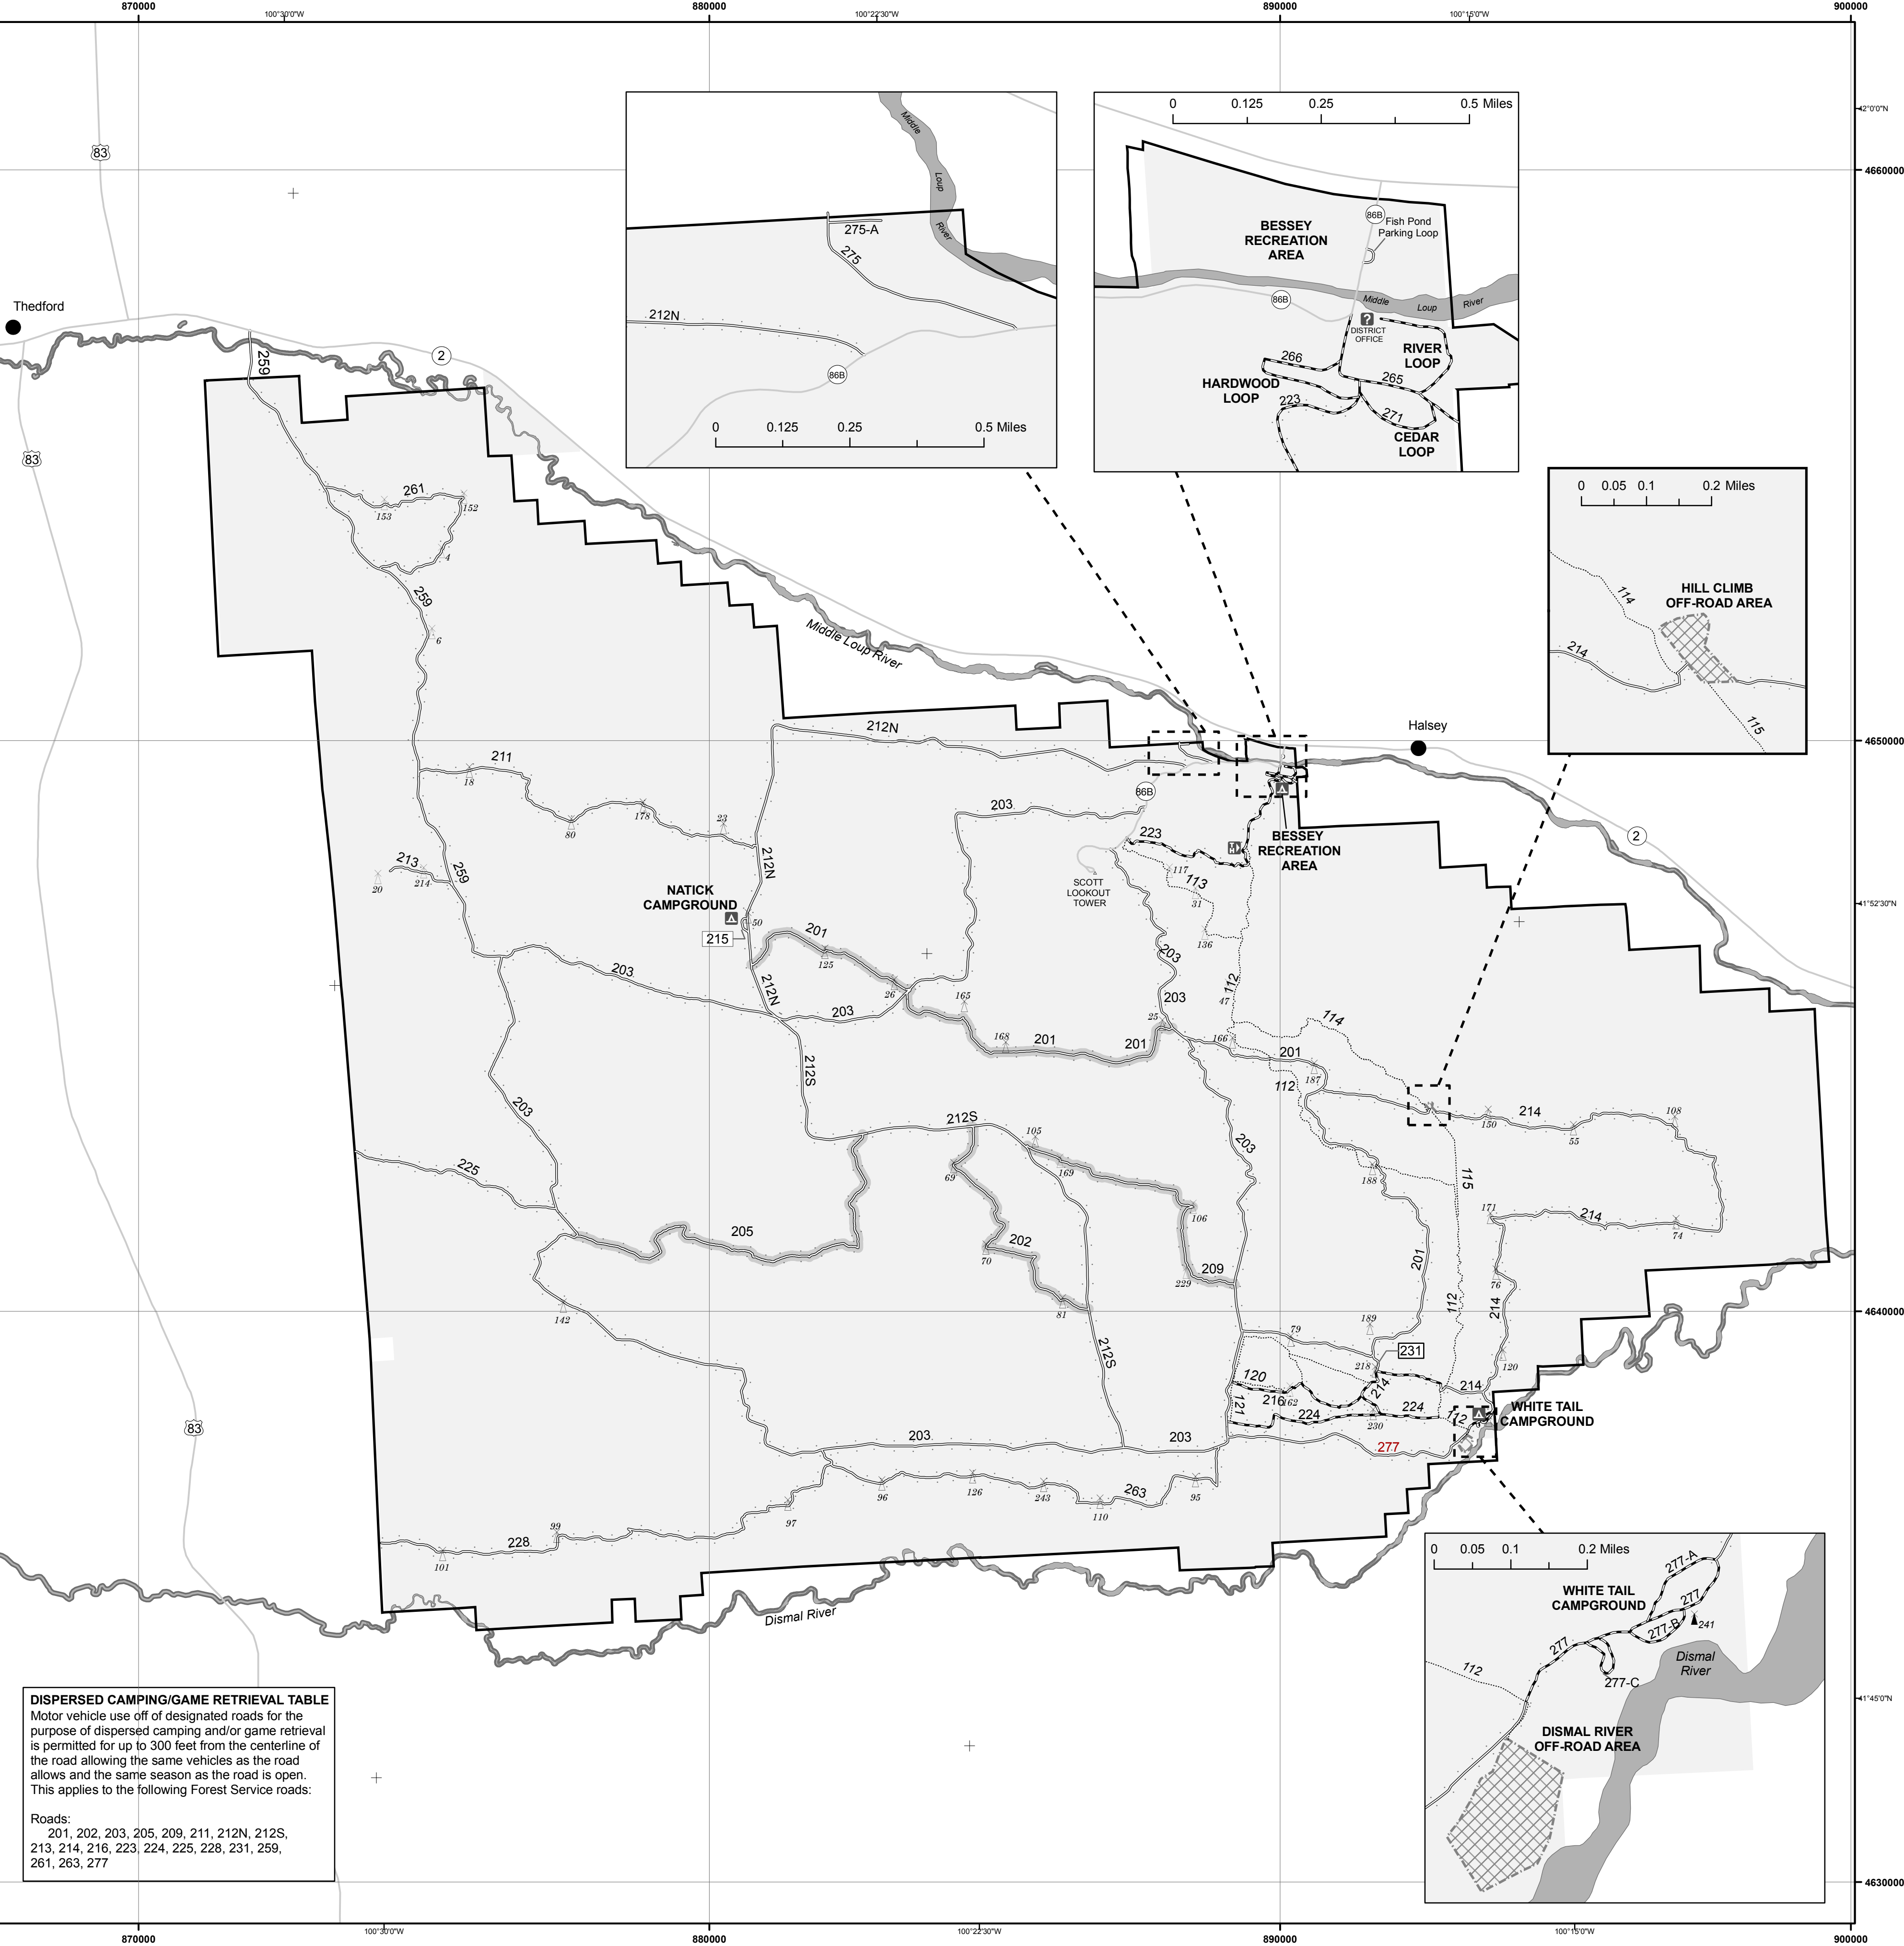 870000
880000
890000
900000
100°30'0"W
100°22'30"W
100°15'0"W
42°0'0"N
4660000
83
Middle
Loup
River
275-A
275
212N
86B
0 0.125 0.25 0.5 Miles
0 0.125 0.25 0.5 Miles
BESSEY
RECREATION
AREA
86B
Fish Pond
Parking Loop
86B
Middle Loup River
?
DISTRICT
OFFICE
RIVER
LOOP
266
265
HARDWOOD
LOOP
223
271
CEDAR
LOOP
Thedford
2
83
259
261
153
152
4
259
6
Middle Loup River
0 0.05 0.1 0.2 Miles
HILL CLIMB
OFF-ROAD AREA
114
214
115
Halsey
4650000
212N
211
18
80
178
23
212N
86B
203
223
117
113
31
136
BESSEY
RECREATION
AREA
2
SCOTT
LOOKOUT
TOWER
213
214
20
259
NATICK
CAMPGROUND
50
215
201
125
26
41°52'30"N
203
212N
203
165
168
201
201
203
203
25
112
47
166
114
201
187
112
212S
203
212S
105
169
69
106
203
214
150
55
108
188
115
225
205
202
70
81
209
229
171
214
74
76
214
201
112
142
212S
79
189
218
231
120
4640000
120
216
162
121
224
214
230
224
214
112
WHITE TAIL
CAMPGROUND
277
83
203
203
96
126
243
110
263
95
97
99
228
101
Dismal River
0 0.05 0.1 0.2 Miles
277-A
WHITE TAIL
CAMPGROUND
277
277-B
241
277
277-C
Dismal
River
112
DISMAL RIVER
OFF-ROAD AREA
41°45'0"N
DISPERSED CAMPING/GAME RETRIEVAL TABLE
Motor vehicle use off of designated roads for the
purpose of dispersed camping and/or game retrieval
is permitted for up to 300 feet from the centerline of
the road allowing the same vehicles as the road
allows and the same season as the road is open.
This applies to the following Forest Service roads:
Roads:
201, 202, 203, 205, 209, 211, 212N, 212S,
213, 214, 216, 223, 224, 225, 228, 231, 259,
261, 263, 277
4630000
100°30'0"W
100°22'30"W
100°15'0"W
870000
880000
890000
900000